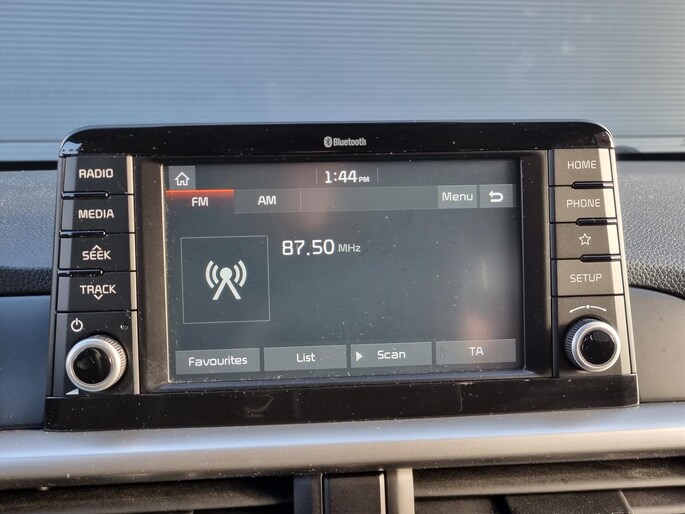 Bluetooth
RADIO
MEDIA
SEEK
TRACK
1:44 PM
FM AM Menu
87.50 MHz
Favourites List Scan TA
HOME
PHONE
SETUP